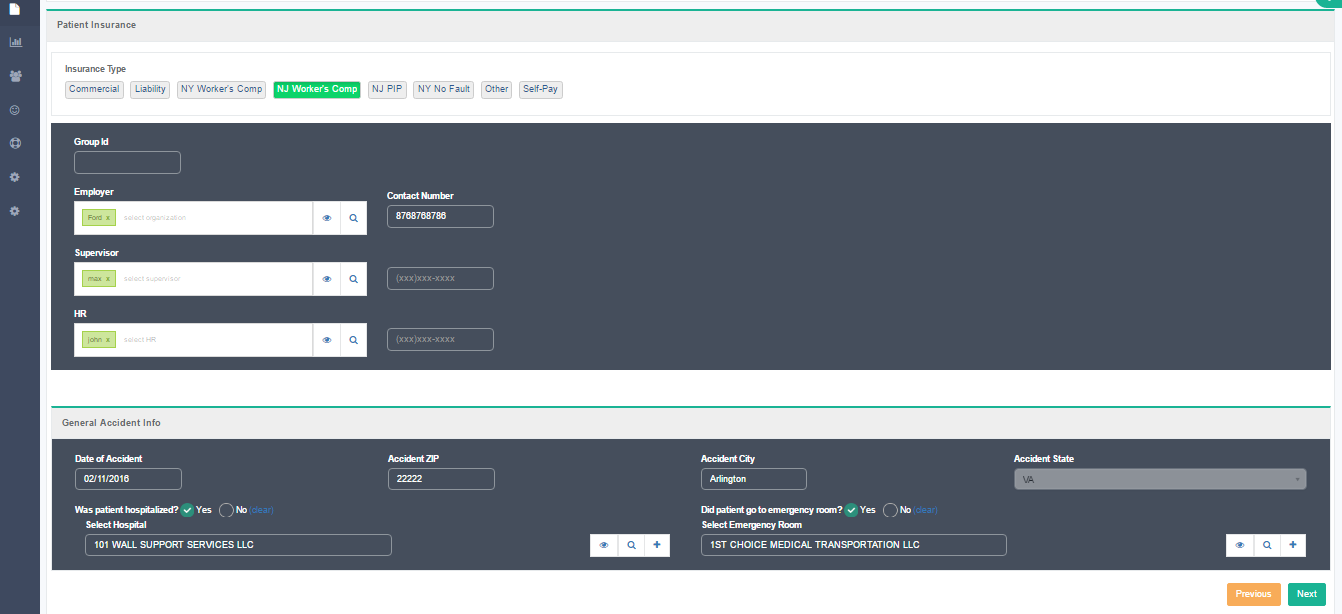 Patient Insurance
Insurance Type
Commercial Liability NY Worker's Comp NJ Worker's Comp NJ PIP NY No Fault Other Self-Pay
Group Id
Employer
Contact Number
Ford x select organization
8768768786
Supervisor
max x select supervisor
(xxx)xxx-xxxx
HR
john x select HR
(xxx)xxx-xxxx
General Accident Info
Date of Accident Accident ZIP Accident City Accident State
02/11/2016 22222 Arlington VA
Was patient hospitalized? Yes No (clear) Did patient go to emergency room? Yes No (clear)
Select Hospital Select Emergency Room
101 WALL SUPPORT SERVICES LLC 1ST CHOICE MEDICAL TRANSPORTATION LLC
Previous Next